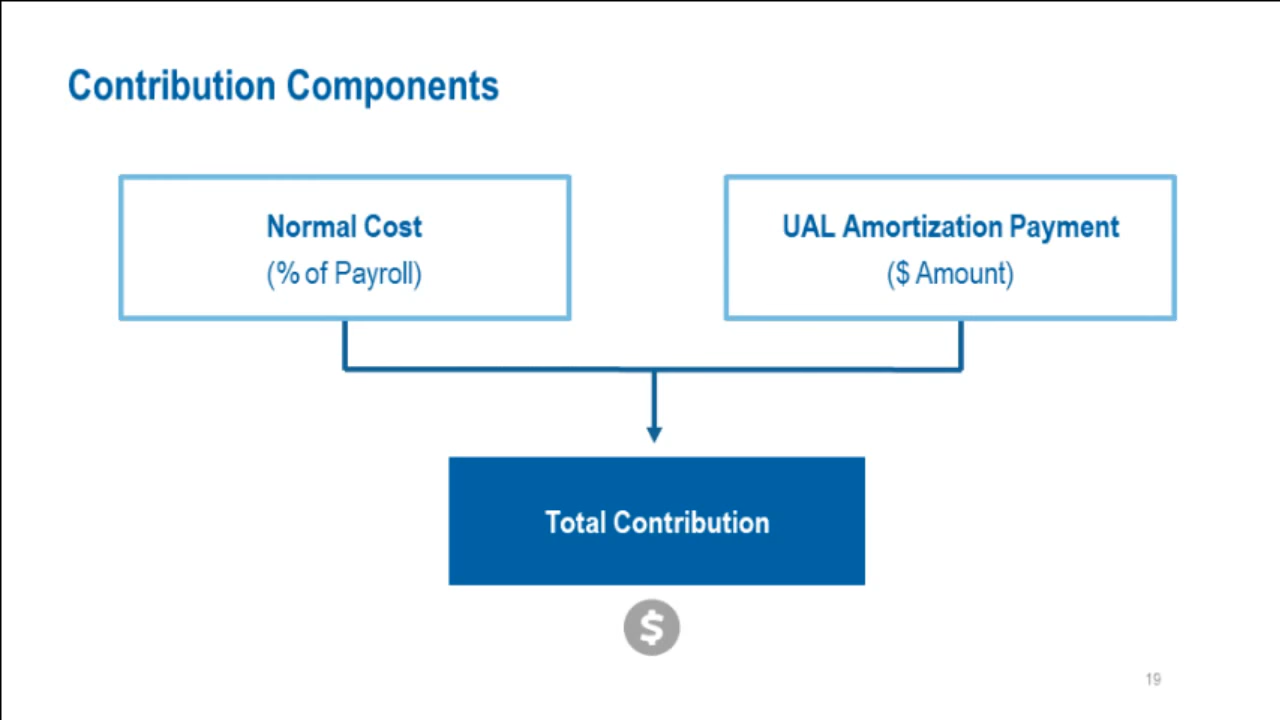 Contribution Components
Normal Cost
(% of Payroll)
UAL Amortization Payment
($ Amount)
Total Contribution
$
19